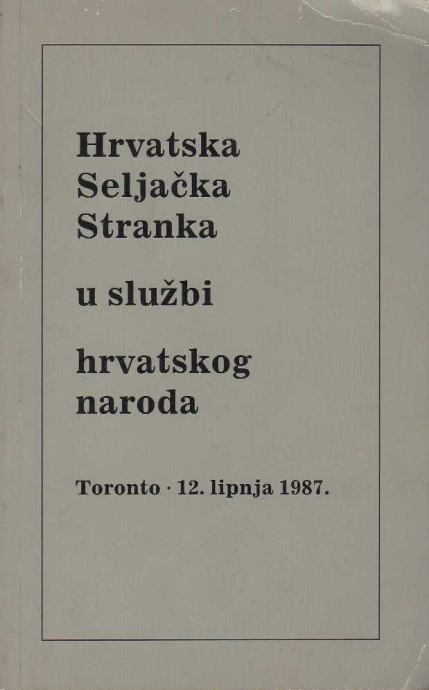 Hrvatska
Seljačka
Stranka
u službi
hrvatskog
naroda
Toronto · 12. lipnja 1987.